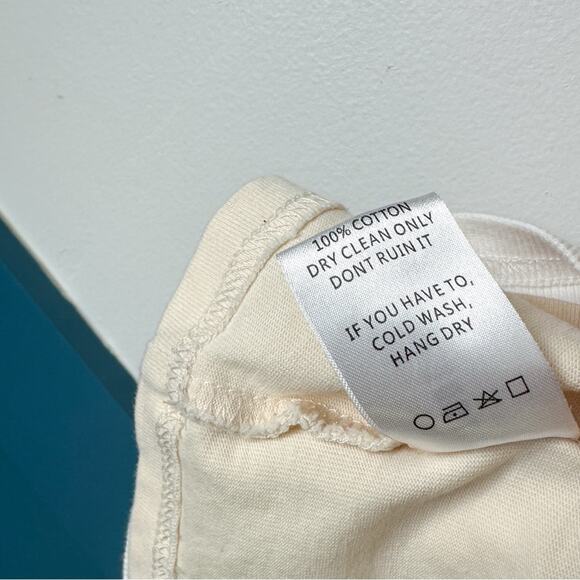 100% COTTON
DRY CLEAN ONLY
DONT RUIN IT
IF YOU HAVE TO,
COLD WASH,
HANG DRY